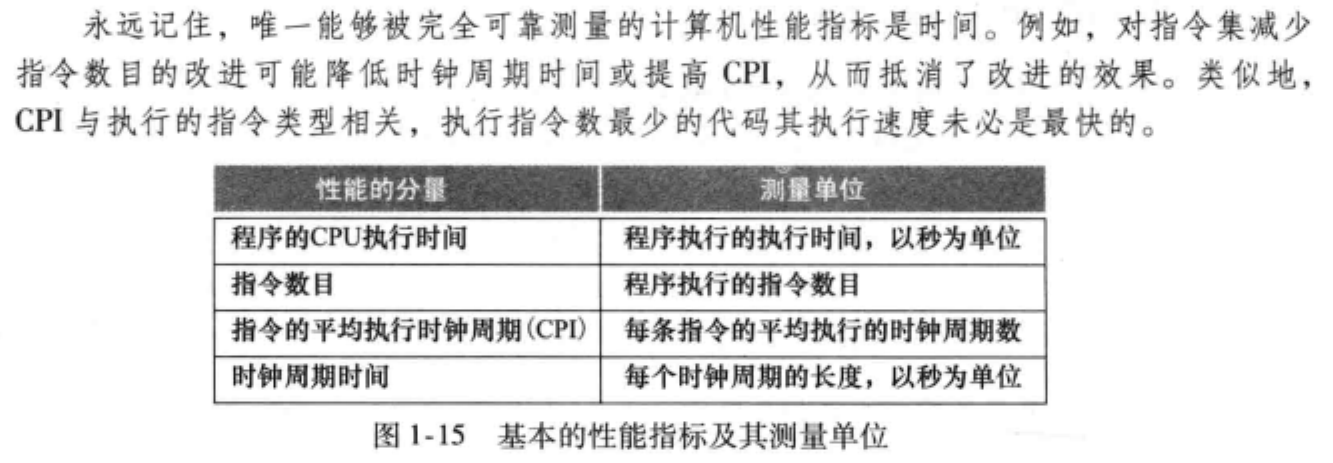 永远记住，唯一能够被完全可靠测量的计算机性能指标是时间。例如，对指令集减少
指令数目的改进可能降低时钟周期时间或提高 CPI，从而抵消了改进的效果。类似地，
CPI 与执行的指令类型相关，执行指令数最少的代码其执行速度未必是最快的。
性能的分量 测量单位
程序的CPU执行时间 程序执行的执行时间，以秒为单位
指令数目 程序执行的指令数目
指令的平均执行时钟周期(CPI) 每条指令的平均执行的时钟周期数
时钟周期时间 每个时钟周期的长度，以秒为单位
图 1-15 基本的性能指标及其测量单位